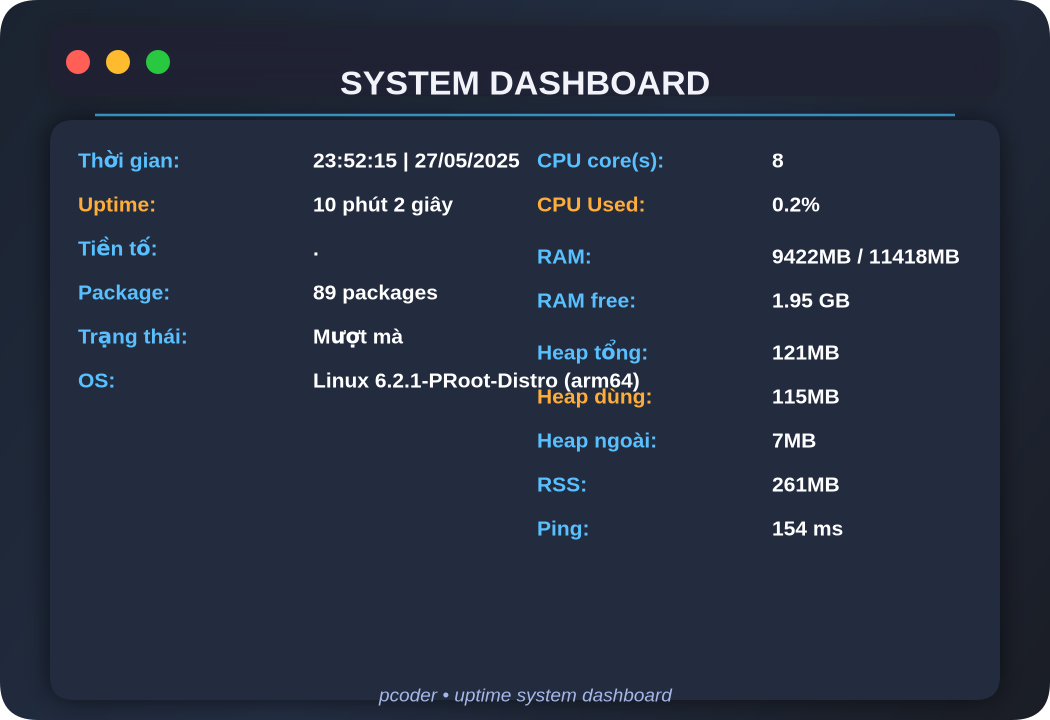 SYSTEM DASHBOARD
Thời gian: 23:52:15 | 27/05/2025
Uptime: 10 phút 2 giây
Tiền tố: .
Package: 89 packages
Trạng thái: Mượt mà
OS: Linux 6.2.1-PRoot-Distro (arm64)
CPU core(s): 8
CPU Used: 0.2%
RAM: 9422MB / 11418MB
RAM free: 1.95 GB
Heap tổng: 121MB
Heap dùng: 115MB
Heap ngoài: 7MB
RSS: 261MB
Ping: 154 ms
pcoder • uptime system dashboard